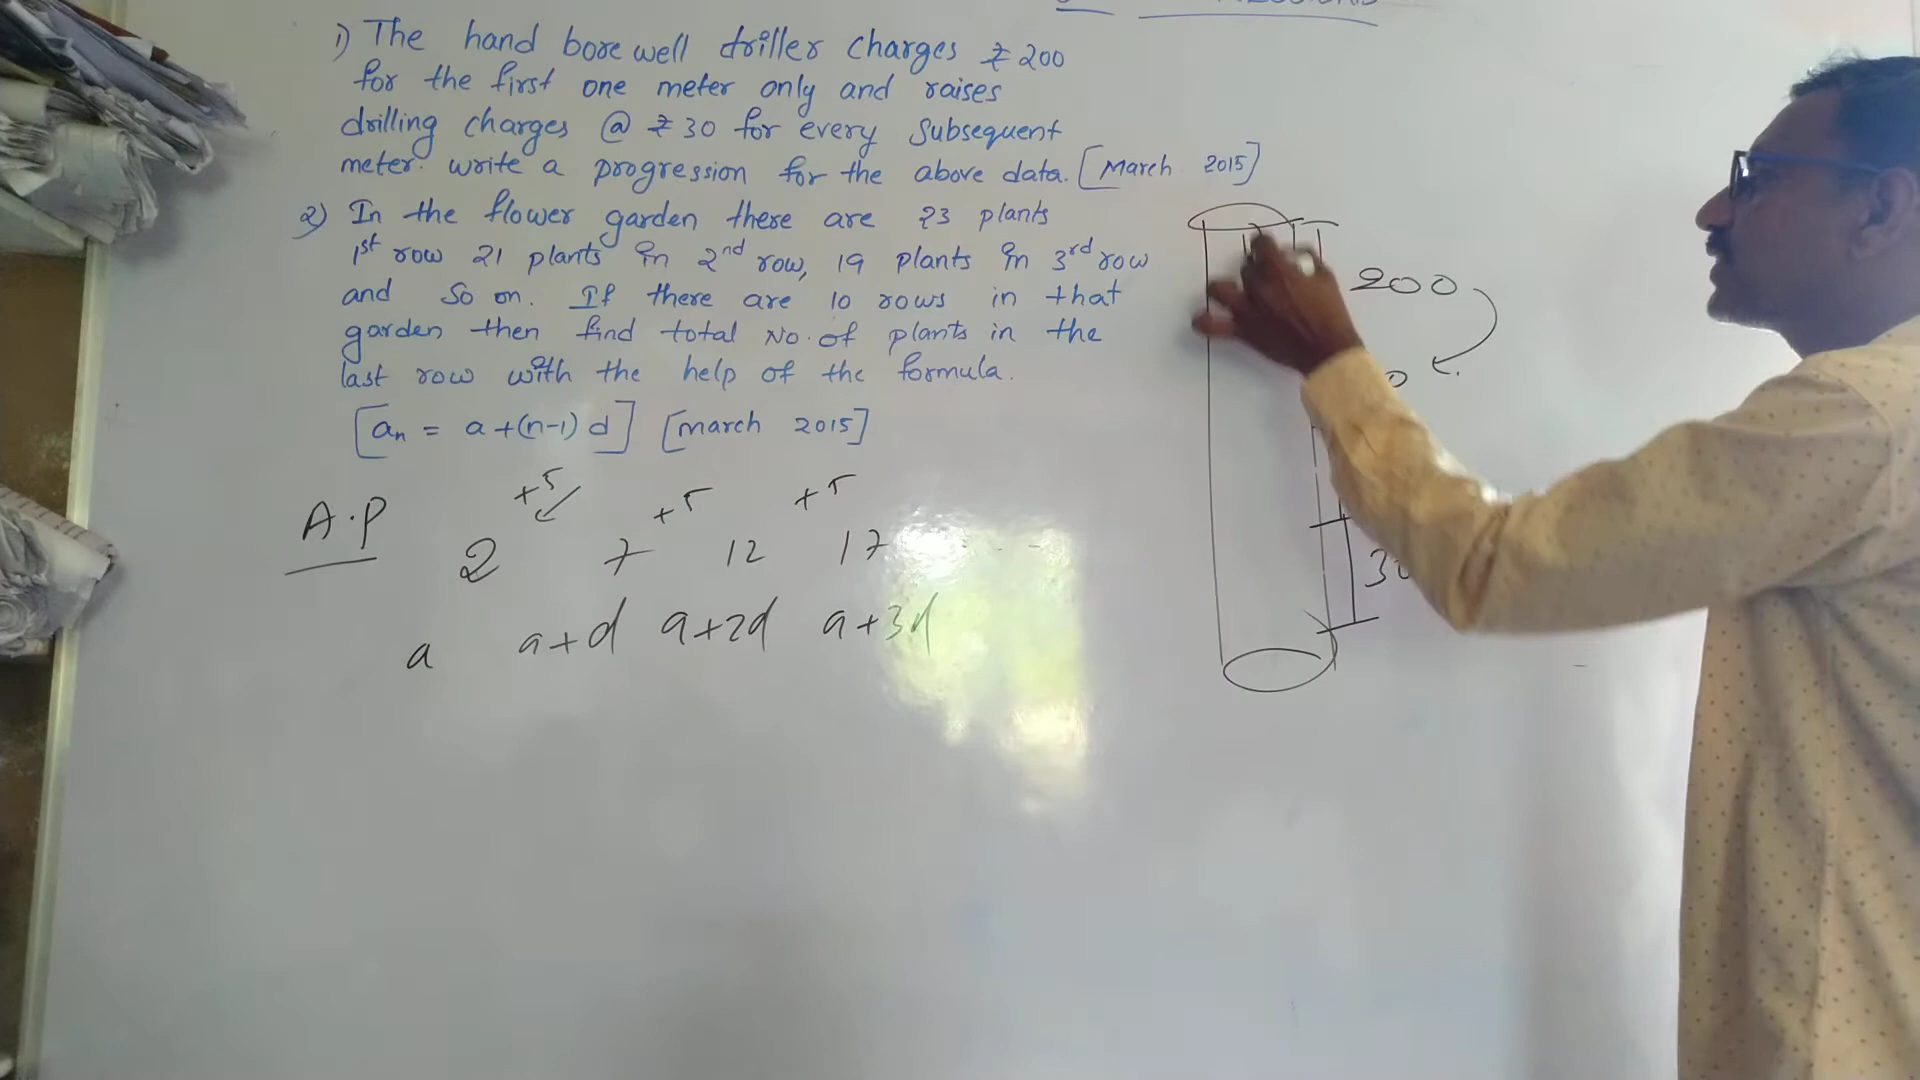 1) The hand bore well driller charges ₹ 200
for the first one meter only and raises
drilling charges @ ₹ 30 for every subsequent
meter. write a progression for the above data. [March 2015]
2) In the flower garden there are 23 plants
1st row 21 plants in 2nd row, 19 plants in 3rd row
and so on. If there are 10 rows in that
garden then find total No. of plants in the
last row with the help of the formula.
[an = a+(n-1) d] [march 2015]
+5 +5 +5
A.P 2 7 12 17 ....
a a+d a+2d a+3d
200